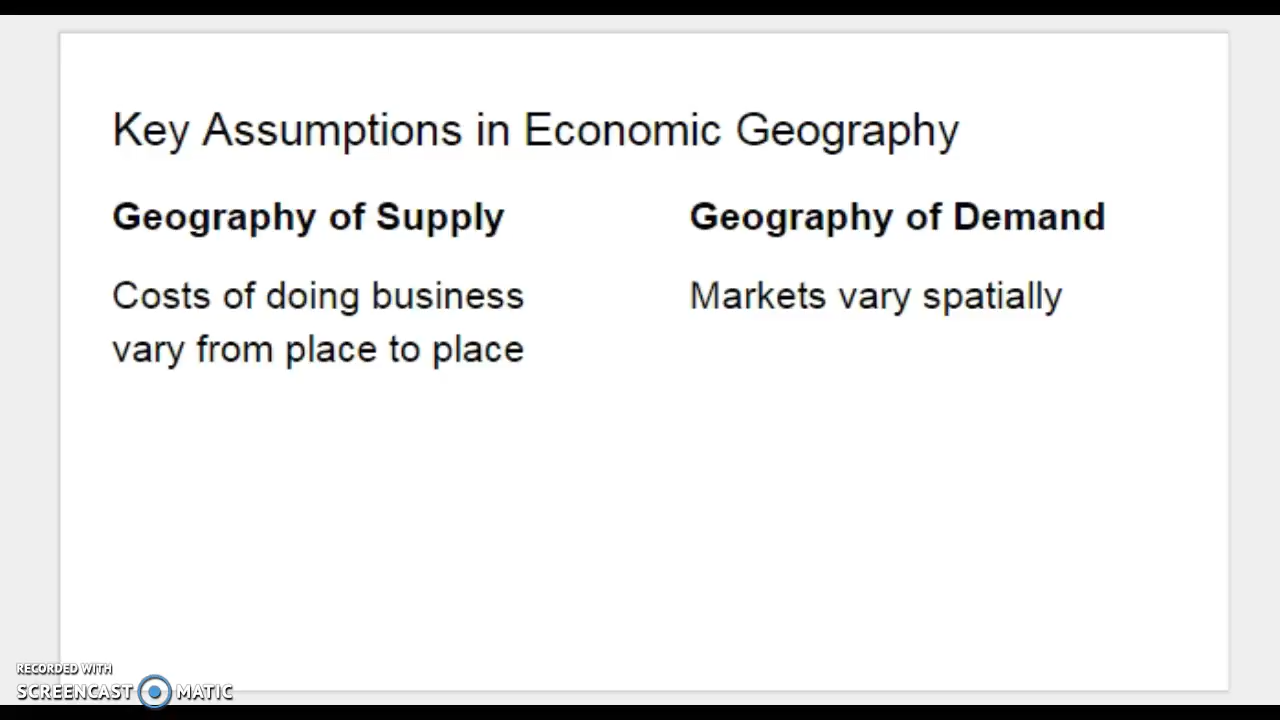 Key Assumptions in Economic Geography
Geography of Supply
Costs of doing business
vary from place to place
Geography of Demand
Markets vary spatially
RECORDED WITH
SCREENCAST MATIC